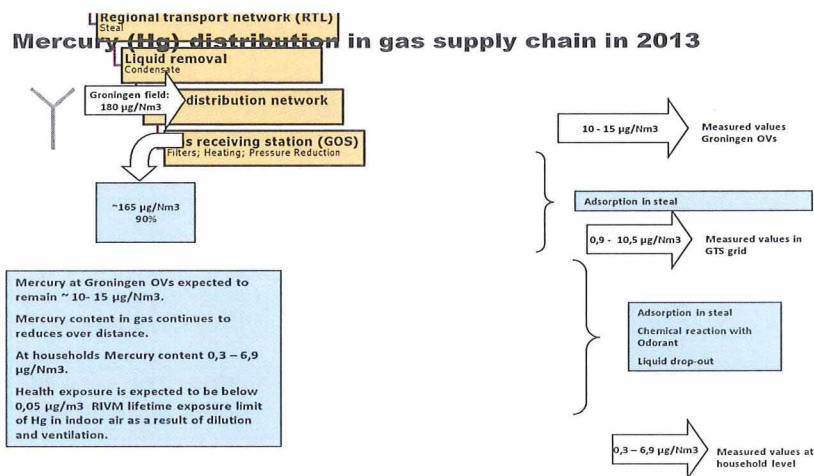 Regional transport network (RTL)
Steal
Mercury (Hg) distribution in gas supply chain in 2013
Liquid removal
Condensate
Groningen field:
180 µg/Nm3
distribution network
s receiving station (GOS)
Filters; Heating; Pressure Reduction
~165 µg/Nm3
90%
10 - 15 µg/Nm3
Measured values
Groningen OVs
Adsorption in steal
0,9 - 10,5 µg/Nm3
Measured values in
GTS grid
Mercury at Groningen OVs expected to
remain ~ 10- 15 µg/Nm3.
Mercury content in gas continues to
reduces over distance.
At households Mercury content 0,3 – 6,9
µg/Nm3.
Health exposure is expected to be below
0,05 µg/m3 RIVM lifetime exposure limit
of Hg in indoor air as a result of dilution
and ventilation.
Adsorption in steal
Chemical reaction with
Odorant
Liquid drop-out
0,3 – 6,9 µg/Nm3
Measured values at
household level